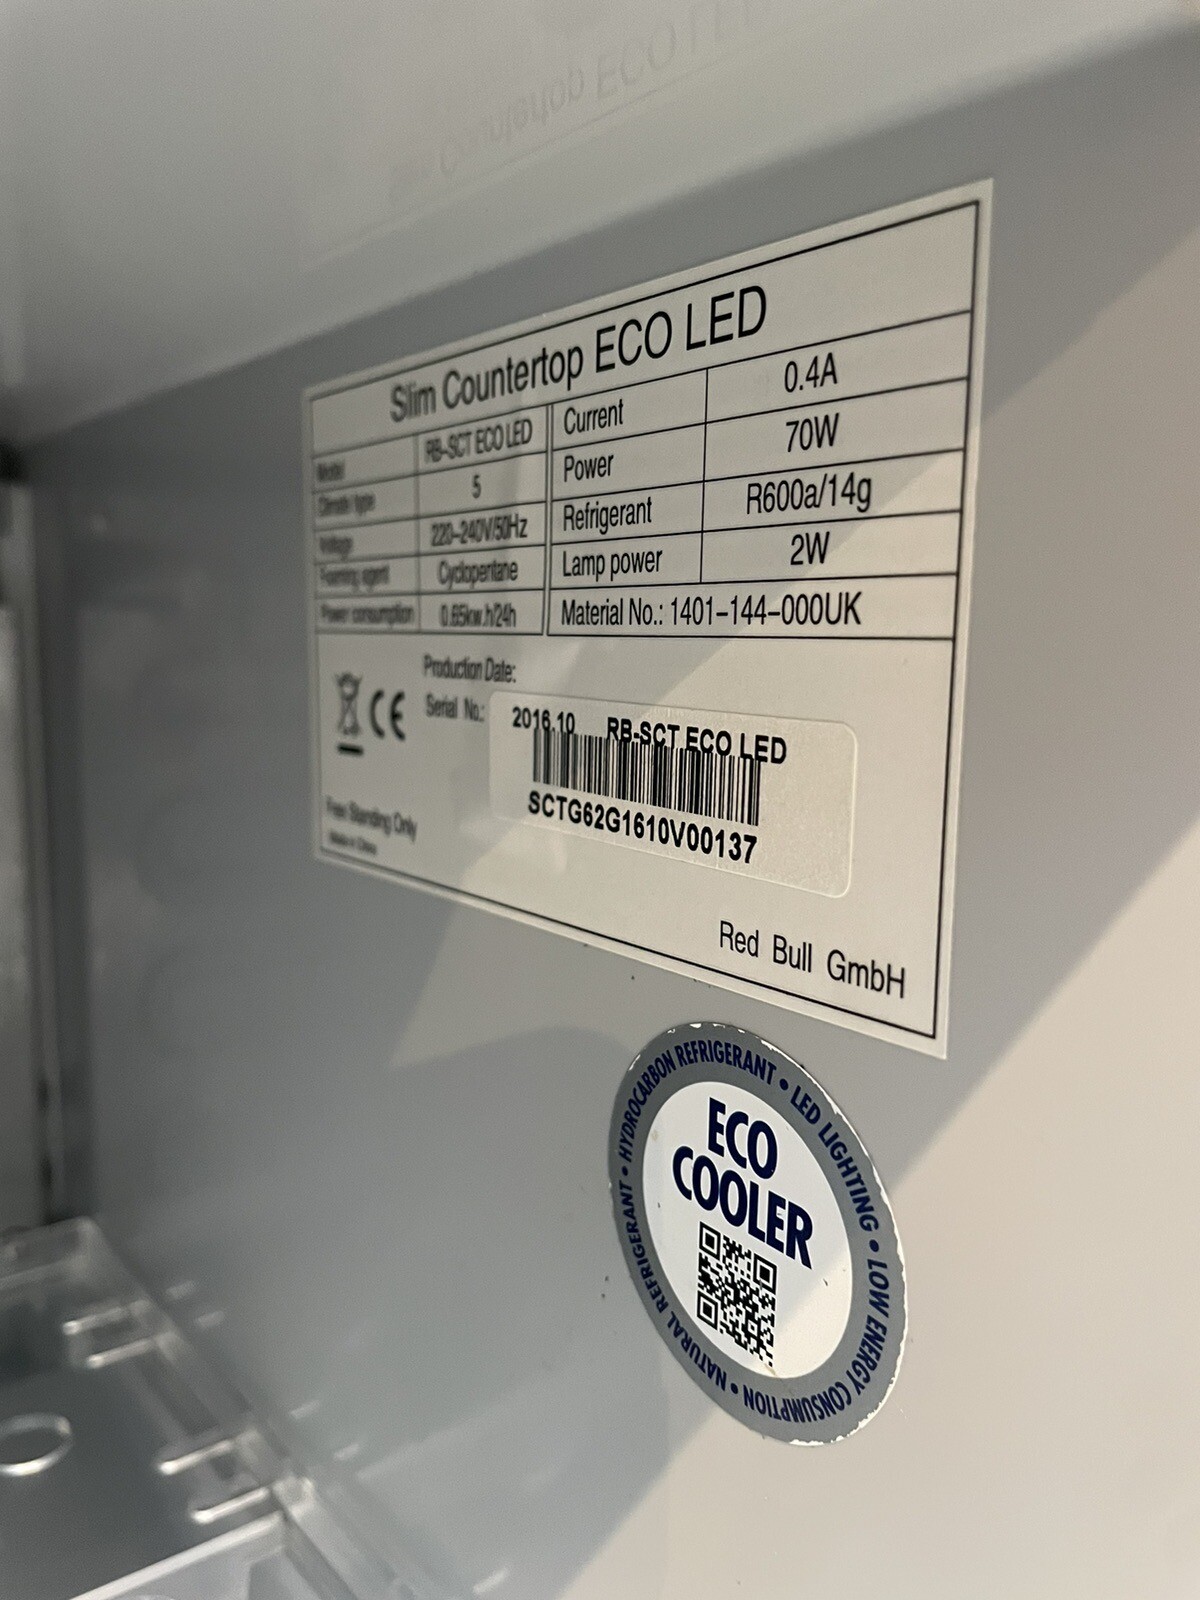 Slim Countertop ECO LED
Model RB-SCT ECO LED
Climate type 5
Voltage 220-240V/50Hz
Foaming agent Cyclopentane
Power consumption 0.65kw.h/24h
Current 0.4A
Power 70W
Refrigerant R600a/14g
Lamp power 2W
Material No.: 1401-144-000UK
CE
Production Date:
Serial No.:
2016.10 RB-SCT ECO LED
SCTG62G1610V00137
Free Standing Only
Made in China
Red Bull GmbH
HYDROCARBON REFRIGERANT • LED LIGHTING • LOW ENERGY CONSUMPTION • NATURAL REFRIGERANT •
ECO
COOLER